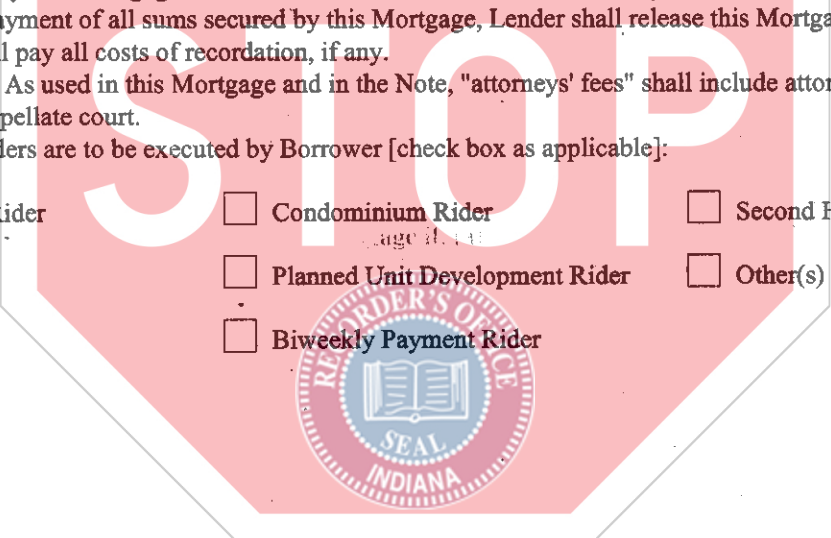 yment of all sums secured by this Mortgage, Lender shall release this Mortga
l pay all costs of recordation, if any.
As used in this Mortgage and in the Note, "attorneys' fees" shall include attor
pellate court.
ders are to be executed by Borrower [check box as applicable]:
ider
Condominium Rider
Second H
Planned Unit Development Rider
Other(s)
Biweekly Payment Rider
STOP
RECORDER'S OFFICE
SEAL
INDIANA